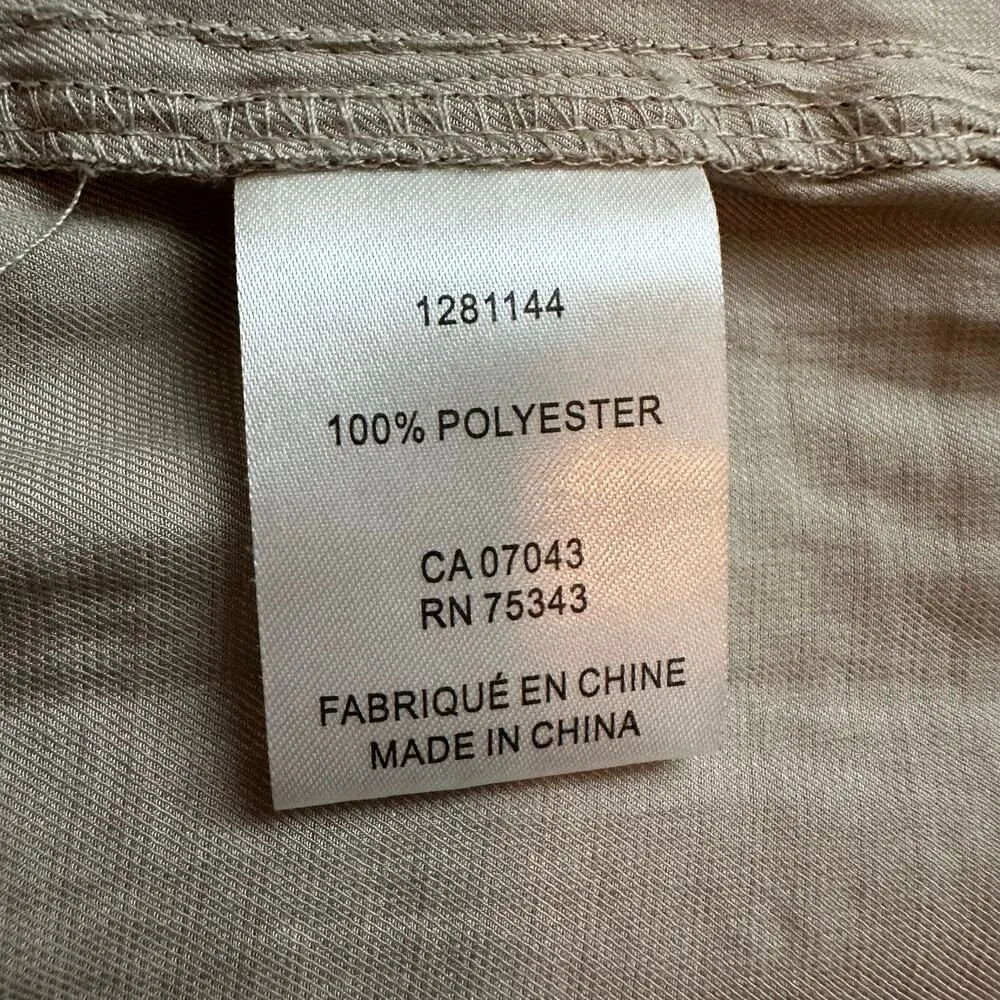 1281144
100% POLYESTER
CA 07043
RN 75343
FABRIQUÉ EN CHINE
MADE IN CHINA